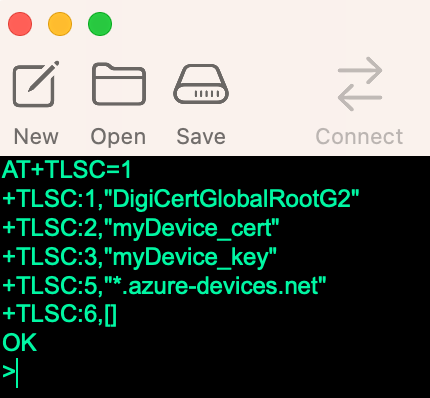 New Open Save Connect
AT+TLSC=1
+TLSC:1,"DigiCertGlobalRootG2"
+TLSC:2,"myDevice_cert"
+TLSC:3,"myDevice_key"
+TLSC:5,"*.azure-devices.net"
+TLSC:6,[]
OK
>